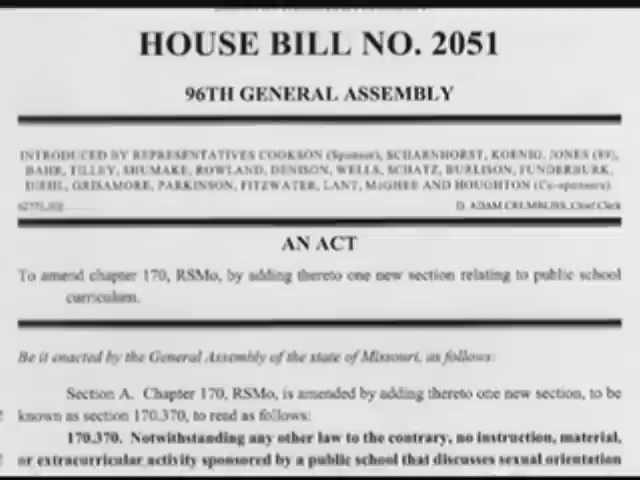 HOUSE BILL NO. 2051
96TH GENERAL ASSEMBLY
INTRODUCED BY REPRESENTATIVES COOKSON (Sponsor), SCHARNHORST, KOENIG, JONES (89),
BAHR, TILLEY, SHUMAKE, ROWLAND, DENISON, WELLS, SCHATZ, BURLISON, FUNDERBURK,
DIEHL, GRISAMORE, PARKINSON, FITZWATER, LANT, McGHEE AND HOUGHTON (Co-sponsors).
D. ADAM CRUMBLISS, Chief Clerk
AN ACT
To amend chapter 170, RSMo, by adding thereto one new section relating to public school
curriculum.
Be it enacted by the General Assembly of the state of Missouri, as follows:
Section A. Chapter 170, RSMo, is amended by adding thereto one new section, to be
known as section 170.370, to read as follows:
170.370. Notwithstanding any other law to the contrary, no instruction, material,
or extracurricular activity sponsored by a public school that discusses sexual orientation